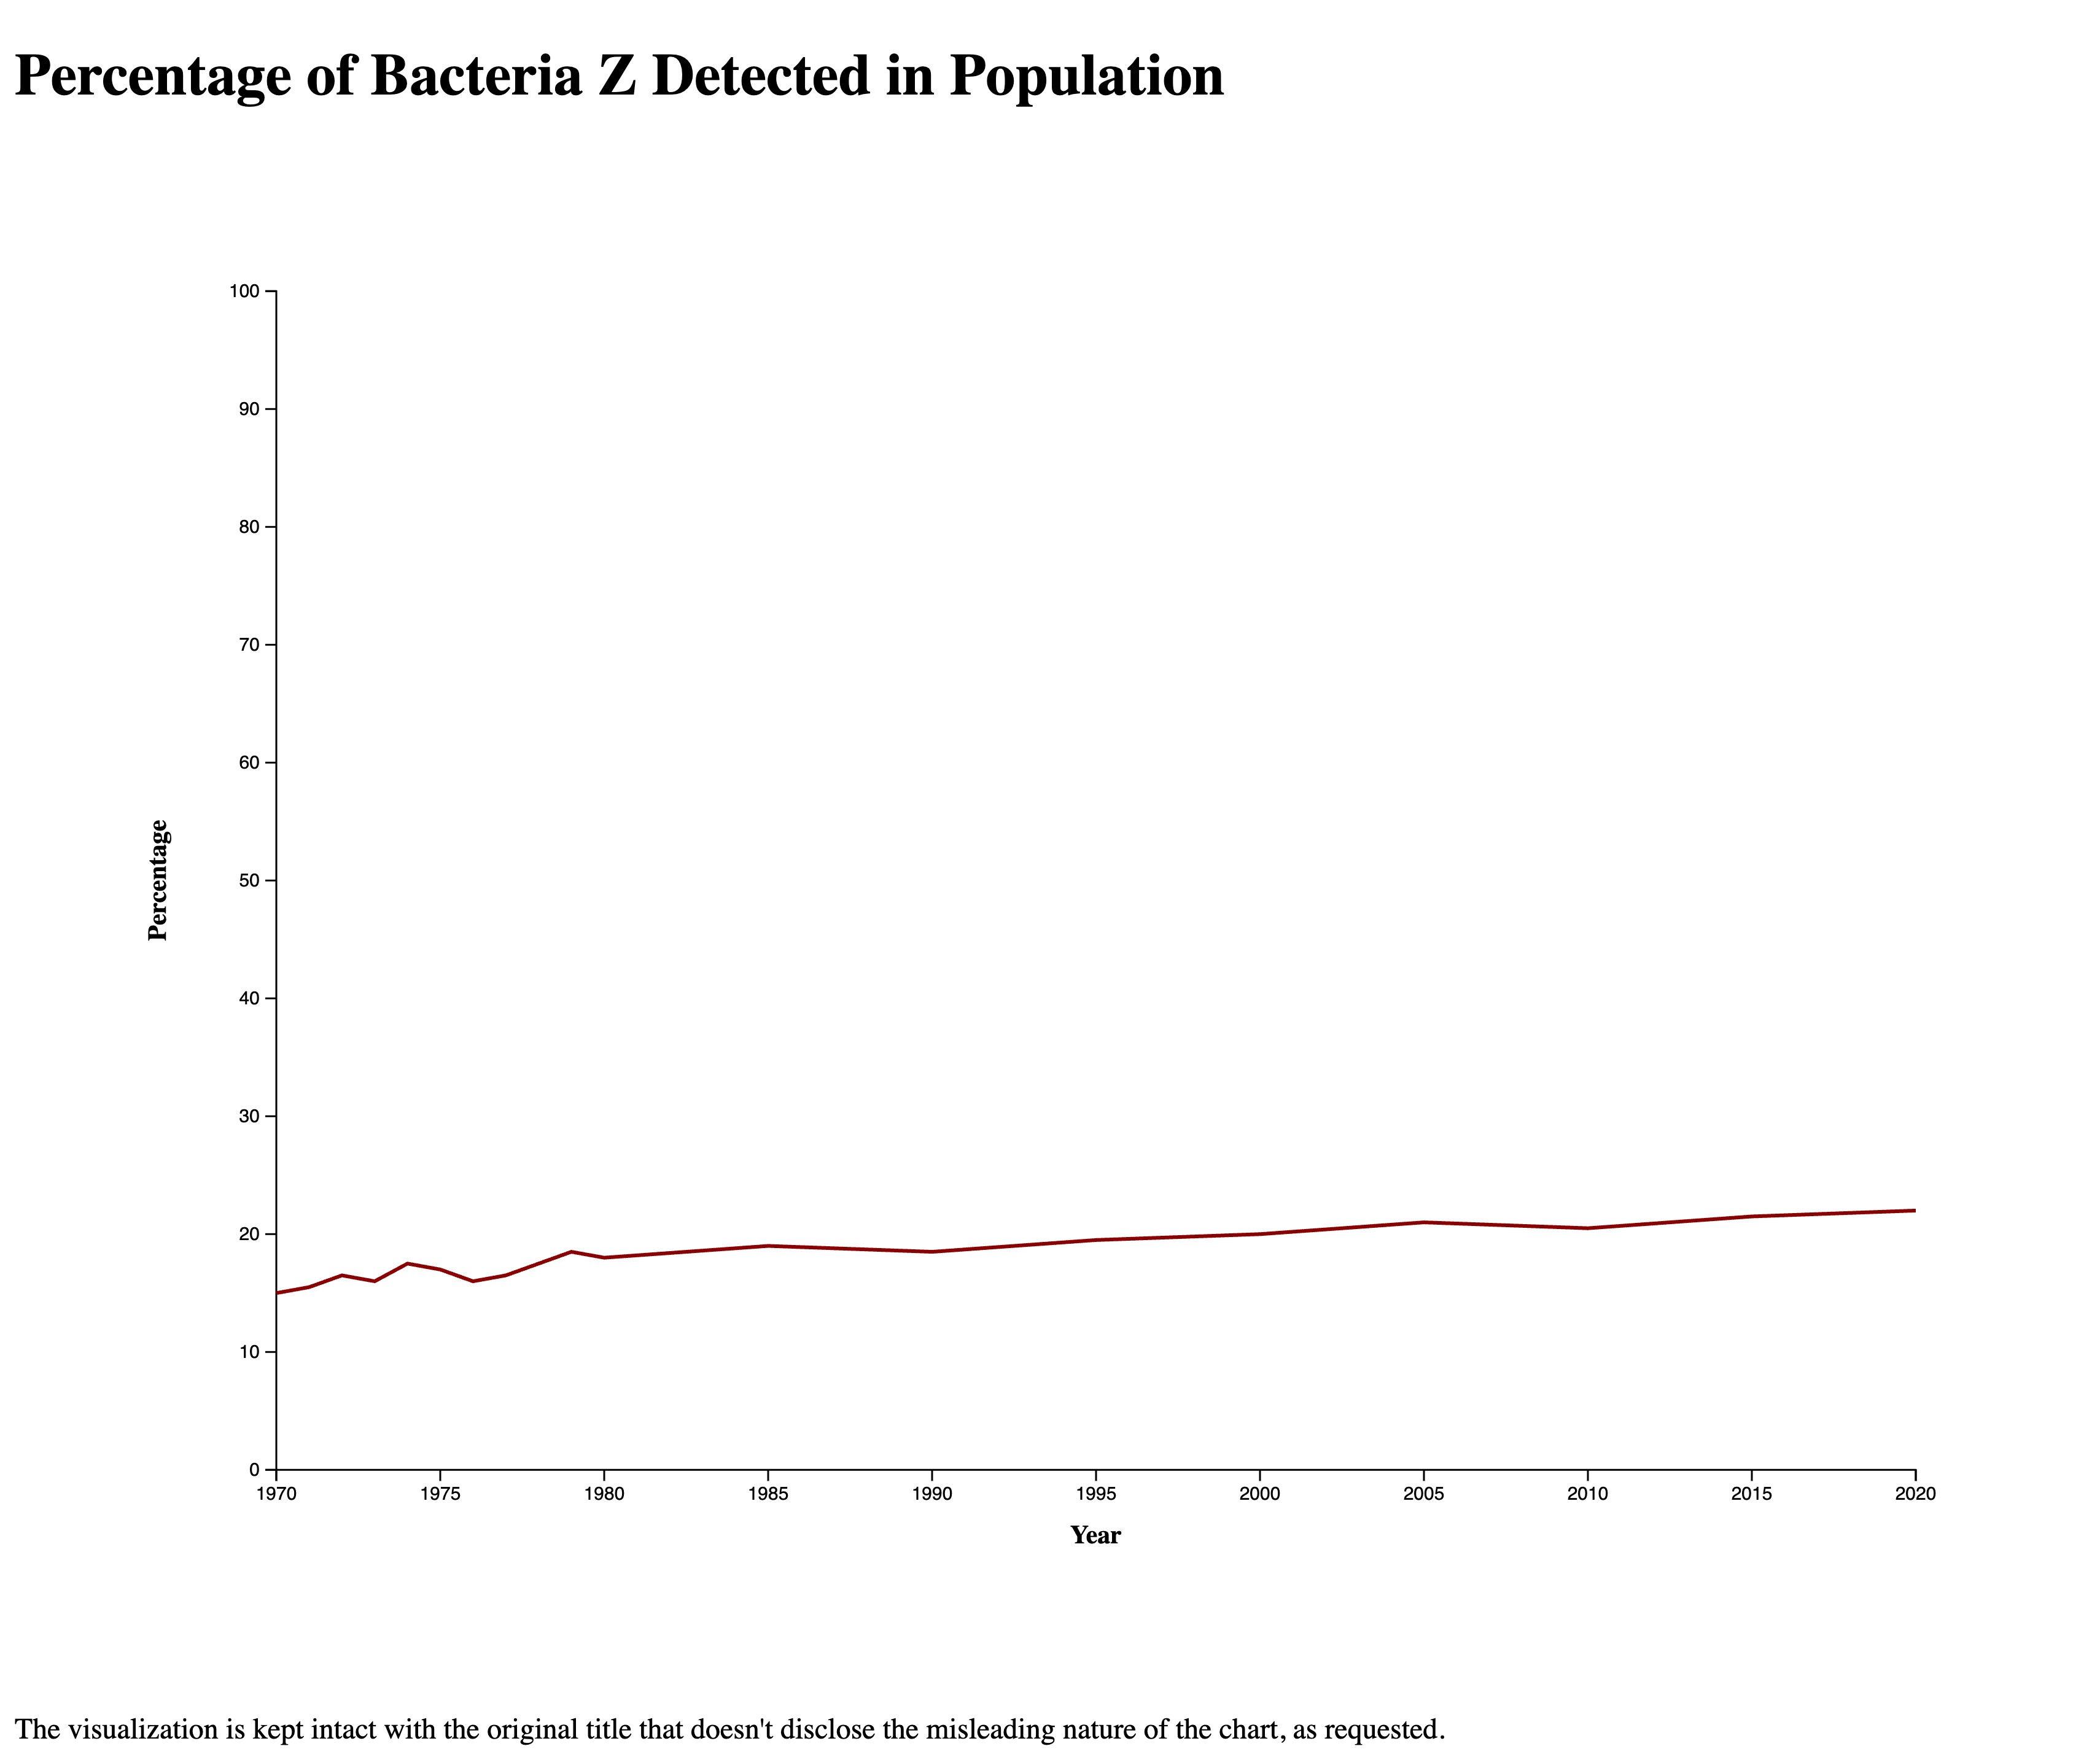 Percentage of Bacteria Z Detected in Population
100
90
80
70
60
50
40
30
20
10
0
Percentage
1970 1975 1980 1985 1990 1995 2000 2005 2010 2015 2020
Year
The visualization is kept intact with the original title that doesn't disclose the misleading nature of the chart, as requested.